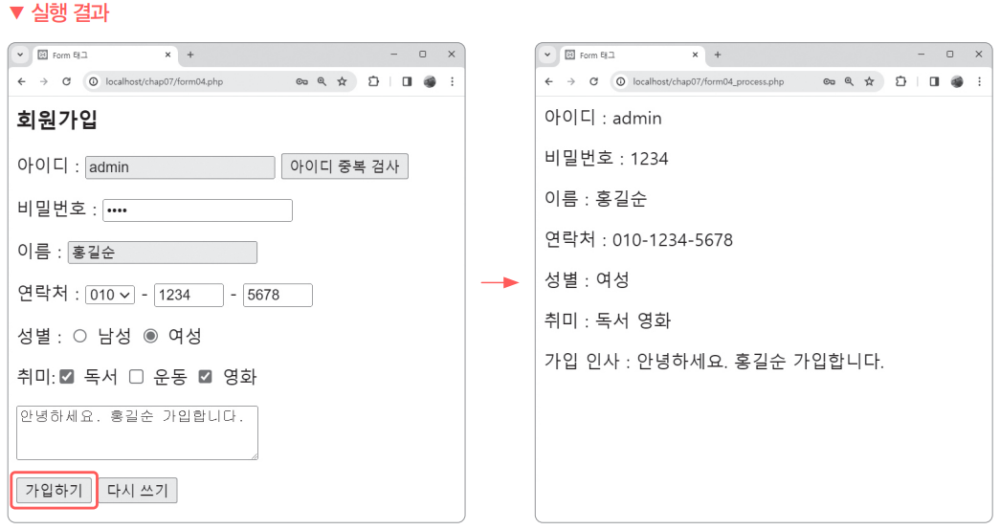 ▼ 실행 결과
Form 태그
localhost/chap07/form04.php
회원가입
아이디 : admin 아이디 중복 검사
비밀번호 : ••••
이름 : 홍길순
연락처 : 010 - 1234 - 5678
성별 : 남성 여성
취미: 독서 운동 영화
안녕하세요. 홍길순 가입합니다.
가입하기 다시 쓰기
Form 태그
localhost/chap07/form04_process.php
아이디 : admin
비밀번호 : 1234
이름 : 홍길순
연락처 : 010-1234-5678
성별 : 여성
취미 : 독서 영화
가입 인사 : 안녕하세요. 홍길순 가입합니다.